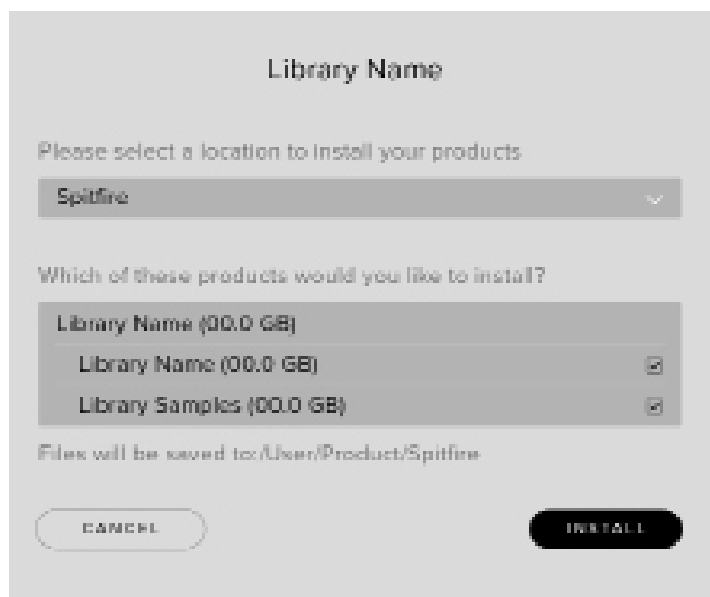 Library Name
Please select a location to install your products
Spitfire
Which of these products would you like to install?
Library Name (00.0 GB)
Library Name (00.0 GB)
Library Samples (00.0 GB)
Files will be saved to:/User/Product/Spitfire
CANCEL
INSTALL